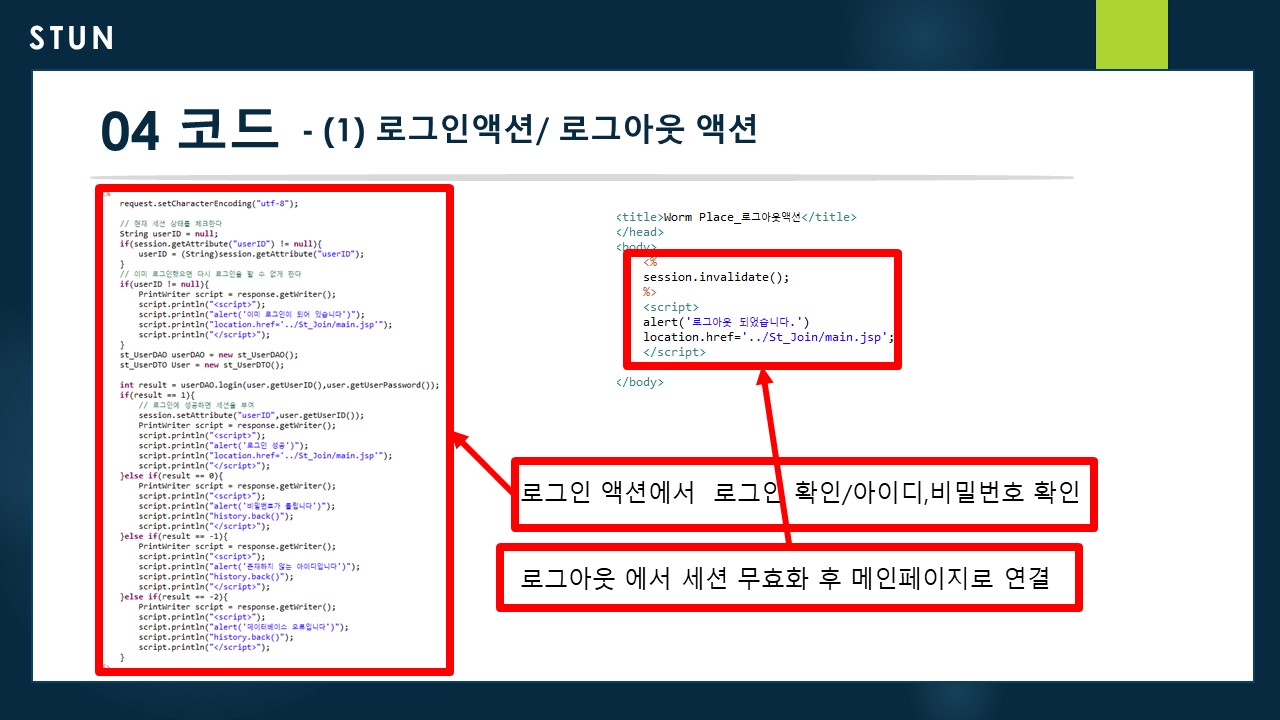 STUN
04 코드 - (1) 로그인액션/ 로그아웃 액션
request.setCharacterEncoding("utf-8");
// 현재 세션 상태를 체크한다
String userID = null;
if(session.getAttribute("userID") != null){
userID = (String)session.getAttribute("userID");
}
// 이미 로그인했으면 다시 로그인을 할 수 없게 한다
if(userID != null){
PrintWriter script = response.getWriter();
script.println("<script>");
script.println("alert('이미 로그인이 되어 있습니다')");
script.println("location.href='../St_Join/main.jsp'");
script.println("</script>");
}
st_UserDAO userDAO = new st_UserDAO();
st_UserDTO User = new st_UserDTO();
int result = userDAO.login(user.getUserID(),user.getUserPassword());
if(result == 1){
// 로그인에 성공하면 세션을 부여
session.setAttribute("userID",user.getUserID());
PrintWriter script = response.getWriter();
script.println("<script>");
script.println("alert('로그인 성공')");
script.println("location.href='../St_Join/main.jsp'");
script.println("</script>");
}else if(result == 0){
PrintWriter script = response.getWriter();
script.println("<script>");
script.println("alert('비밀번호가 틀립니다')");
script.println("history.back()");
script.println("</script>");
}else if(result == -1){
PrintWriter script = response.getWriter();
script.println("<script>");
script.println("alert('존재하지 않는 아이디입니다')");
script.println("history.back()");
script.println("</script>");
}else if(result == -2){
PrintWriter script = response.getWriter();
script.println("<script>");
script.println("alert('데이터베이스 오류입니다')");
script.println("history.back()");
script.println("</script>");
}
<title>Worm Place_로그아웃액션</title>
</head>
<body>
<%
session.invalidate();
%>
<script>
alert('로그아웃 되었습니다.')
location.href='../St_Join/main.jsp';
</script>
</body>
로그인 액션에서 로그인 확인/아이디,비밀번호 확인
로그아웃 에서 세션 무효화 후 메인페이지로 연결